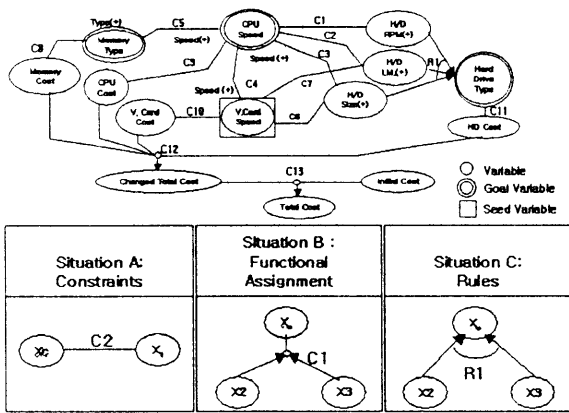 Type(+)
C5
CPU
Speed
C1
H/D
RPM(+)
C8
Memory
Type
Speed(+)
C2
R1
Memory
Cost
C9
Speed(+)
C3
H/D
I.M.(+)
Hard
Drive
Type
CPU
Cost
C4
C7
Speed(+)
H/D
Size(+)
V. Card
Cost
C10
V.Card
Speed
C6
C11
HD Cost
C12
Changed Total Cost
C13
Initial Cost
Total Cost
Variable
Goal Variable
Seed Variable
Situation A:
Constraints
Situation B :
Functional
Assignment
Situation C:
Rules
C2
C1
X2
X3
R1
X2
X3